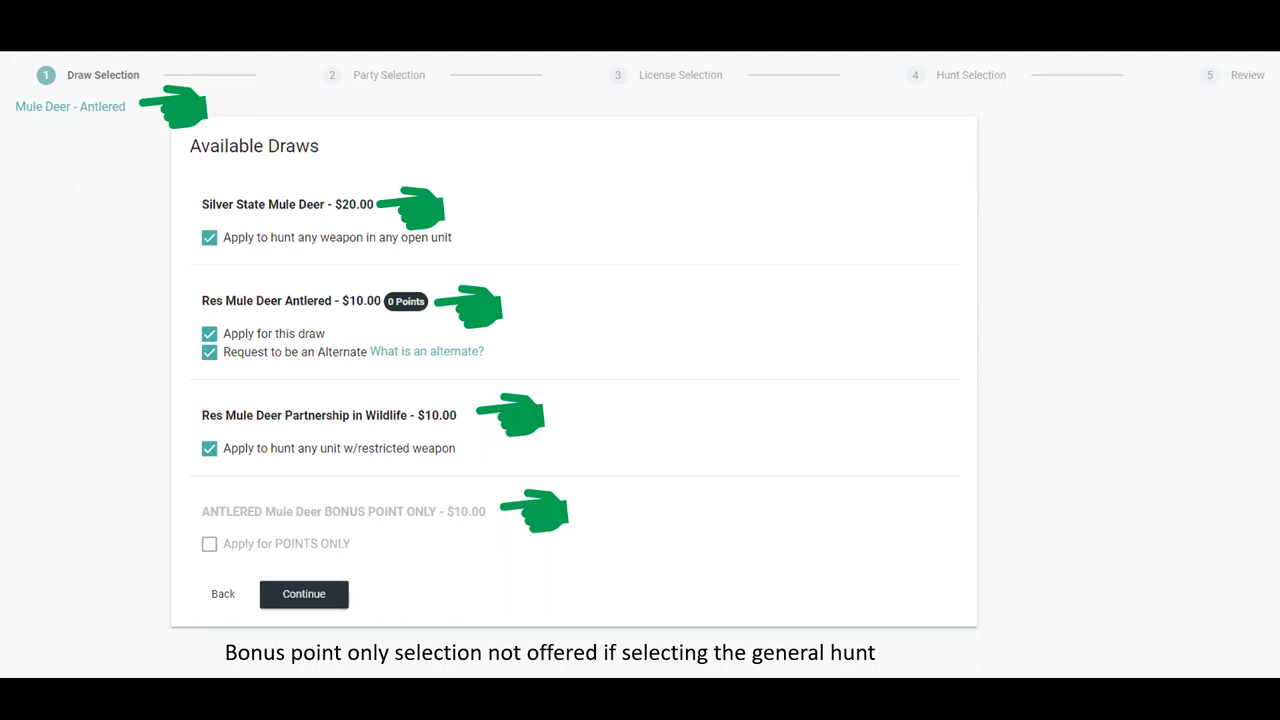 1 Draw Selection 2 Party Selection 3 License Selection 4 Hunt Selection 5 Review
Mule Deer - Antlered
Available Draws
Silver State Mule Deer - $20.00
Apply to hunt any weapon in any open unit
Res Mule Deer Antlered - $10.00 0 Points
Apply for this draw
Request to be an Alternate What is an alternate?
Res Mule Deer Partnership in Wildlife - $10.00
Apply to hunt any unit w/restricted weapon
ANTLERED Mule Deer BONUS POINT ONLY - $10.00
Apply for POINTS ONLY
Back Continue
Bonus point only selection not offered if selecting the general hunt